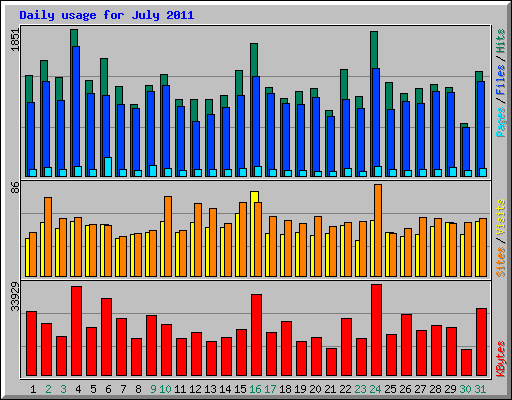 Daily usage for July 2011
1851
Pages / Files / Hits
86
Sites / Visits
33929
KBytes
1 2 3 4 5 6 7 8 9 10 11 12 13 14 15 16 17 18 19 20 21 22 23 24 25 26 27 28 29 30 31